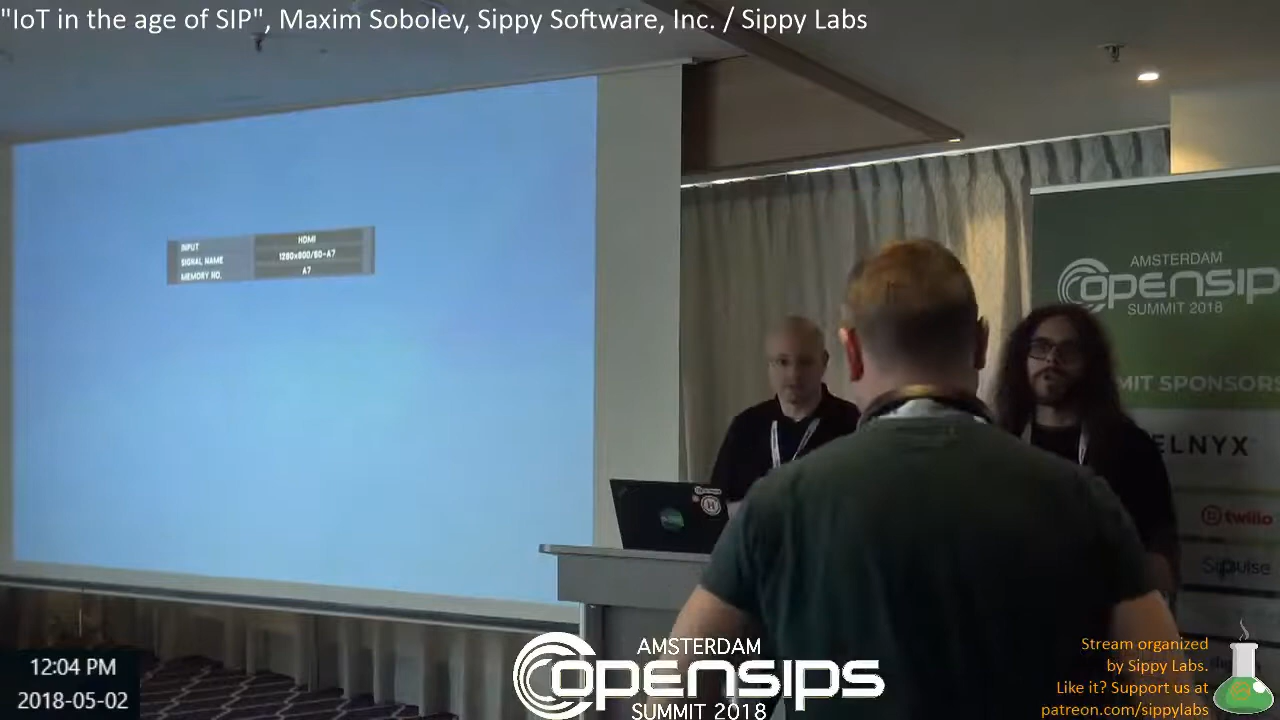 "IoT in the age of SIP", Maxim Sobolev, Sippy Software, Inc. / Sippy Labs
INPUT HDMI
SIGNAL NAME 1280x800/60-A7
MEMORY NO. A7
AMSTERDAM
OPENSIP
SUMMIT 2018
MIT SPONSORS
ELNYX
twilio
12:04 PM
2018-05-02
AMSTERDAM
OPENSIPS
SUMMIT 2018
Stream organized
by Sippy Labs.
Like it? Support us at
patreon.com/sippylabs